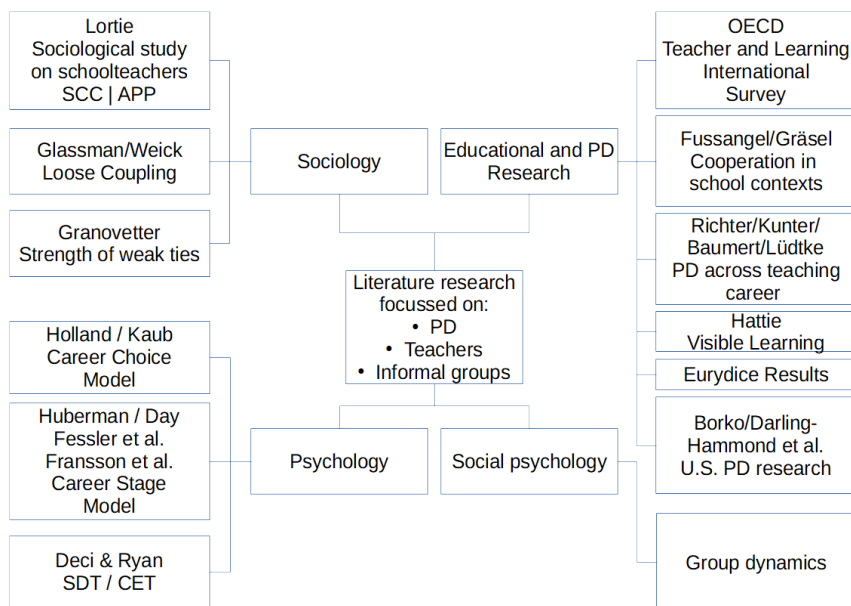 Lortie
Sociological study
on schoolteachers
SCC | APP
Glassman/Weick
Loose Coupling
Granovetter
Strength of weak ties
Sociology
Educational and PD
Research
OECD
Teacher and Learning
International
Survey
Fussangel/Gräsel
Cooperation in
school contexts
Richter/Kunter/
Baumert/Lüdtke
PD across teaching
career
Hattie
Visible Learning
Eurydice Results
Borko/Darling-
Hammond et al.
U.S. PD research
Literature research
focussed on:
• PD
• Teachers
• Informal groups
Holland / Kaub
Career Choice
Model
Huberman / Day
Fessler et al.
Fransson et al.
Career Stage
Model
Deci & Ryan
SDT / CET
Psychology
Social psychology
Group dynamics